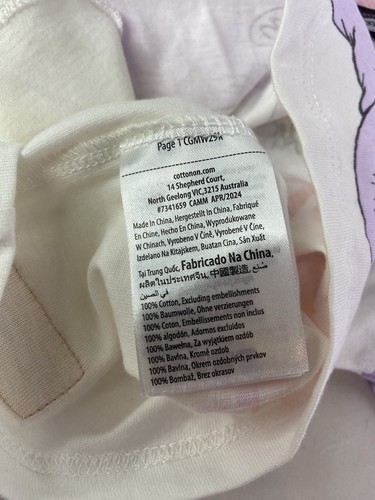 Page 1 CGMTv29x
cottonon.com
14 Shepherd Court,
North Geelong VIC,3215 Australia
#7341659 CAMM APR/2024
Made In China, Hergestellt in China, Fabriqué
En Chine, Hecho En China, Wyprodukowane
W Chinach, Vyrobeno V Číně, Vyrobené V Číne,
Izdelano Na Kitajskem, Buatan Cina, Sản Xuất
Tại Trung Quốc, Fabricado Na China,
ผลิตในประเทศจีน, 中國製造, صنع
في الصين
100% Cotton, Excluding embellishments
100% Baumwolle, Ohne verzierungen
100% Coton, Embellissements non inclus
100% algodón, Adornos excluidos
100% Bawełna, Za wyjątkiem ozdób
100% Bavlna, Kromě ozdob
100% Bavlna, Okrem ozdobných prvkov
100% Bombaž, Brez okrasov